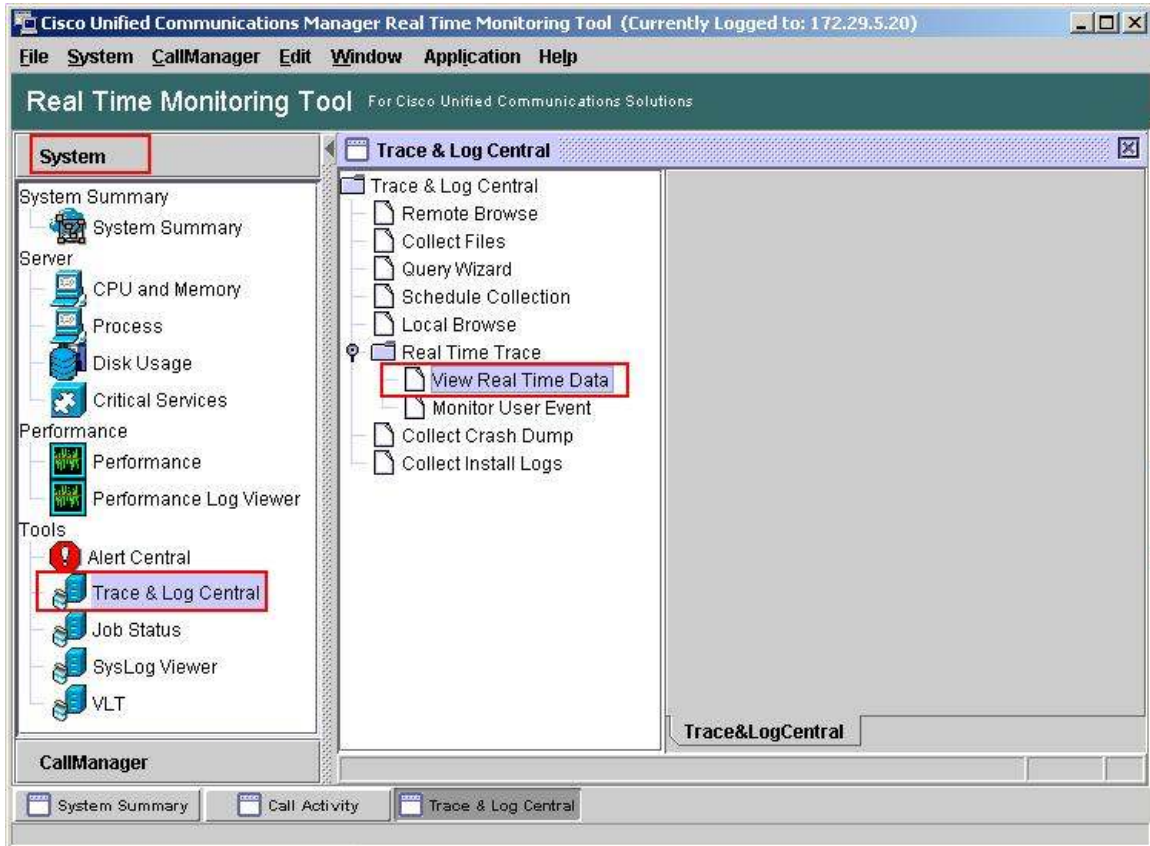 Cisco Unified Communications Manager Real Time Monitoring Tool (Currently Logged to: 172.29.5.20)
File System CallManager Edit Window Application Help
Real Time Monitoring Tool For Cisco Unified Communications Solutions
System
System Summary
System Summary
Server
CPU and Memory
Process
Disk Usage
Critical Services
Performance
Performance
Performance Log Viewer
Tools
Alert Central
Trace & Log Central
Job Status
SysLog Viewer
VLT
CallManager
Trace & Log Central
Trace & Log Central
Remote Browse
Collect Files
Query Wizard
Schedule Collection
Local Browse
Real Time Trace
View Real Time Data
Monitor User Event
Collect Crash Dump
Collect Install Logs
Trace&LogCentral
System Summary
Call Activity
Trace & Log Central